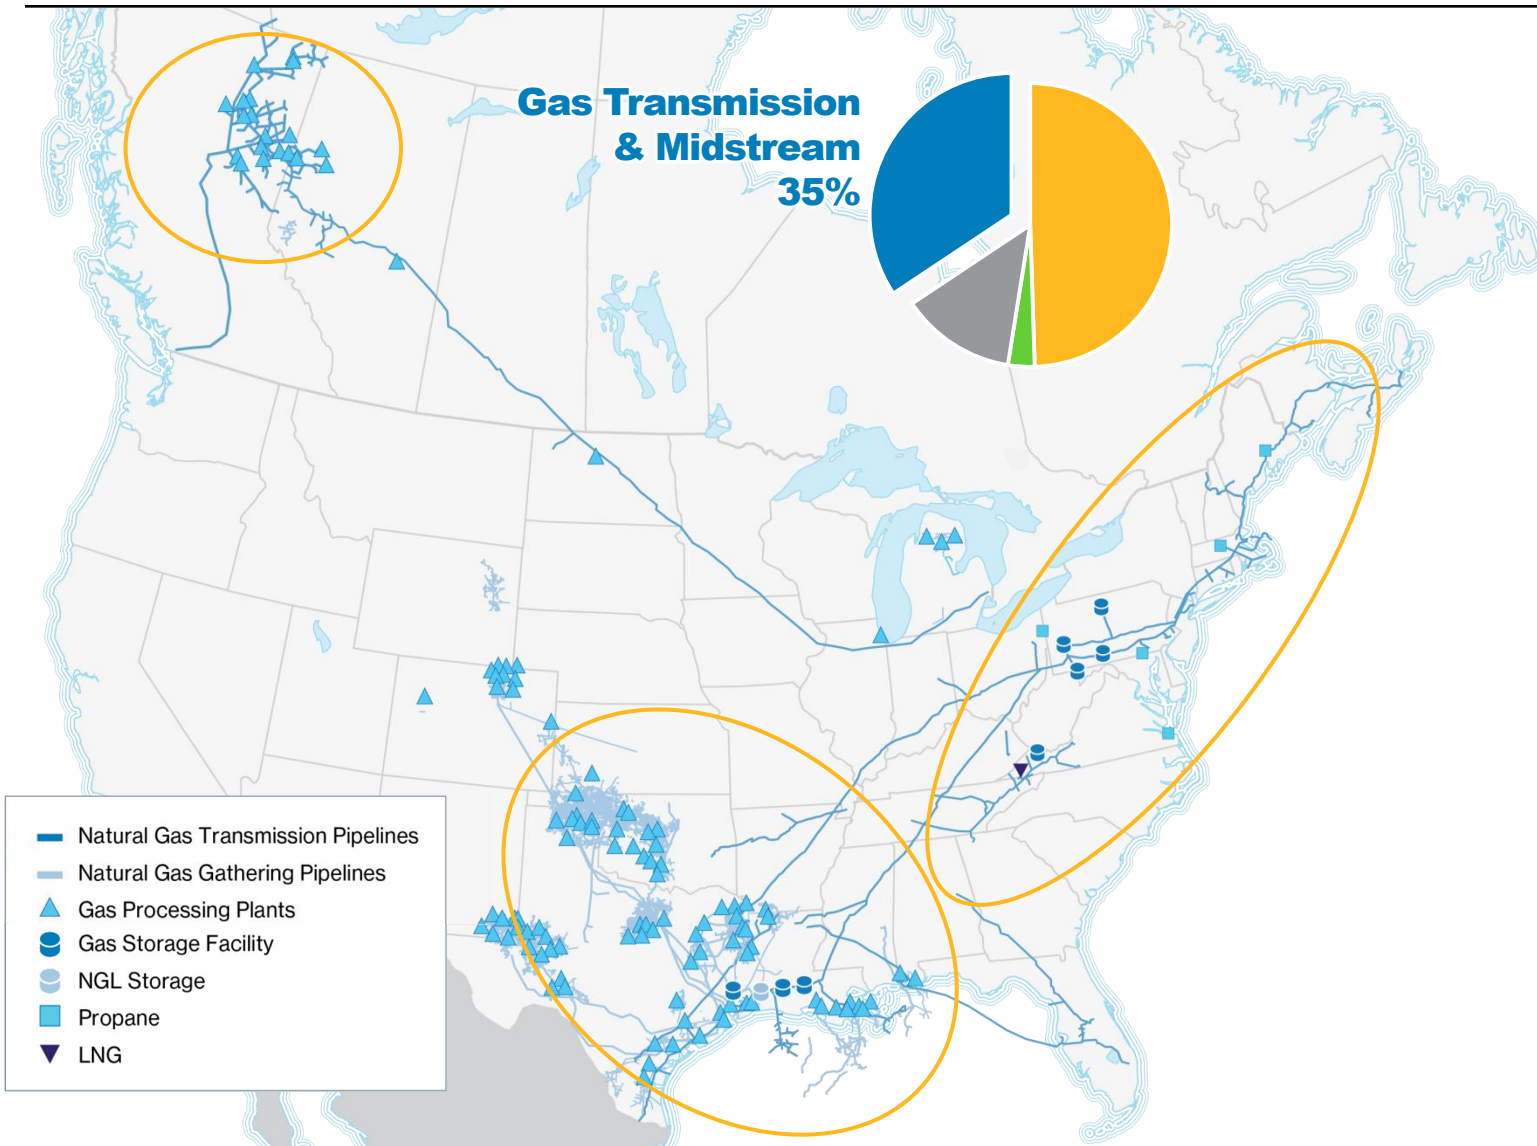 Gas Transmission
& Midstream
35%
Natural Gas Transmission Pipelines
Natural Gas Gathering Pipelines
Gas Processing Plants
Gas Storage Facility
NGL Storage
Propane
LNG